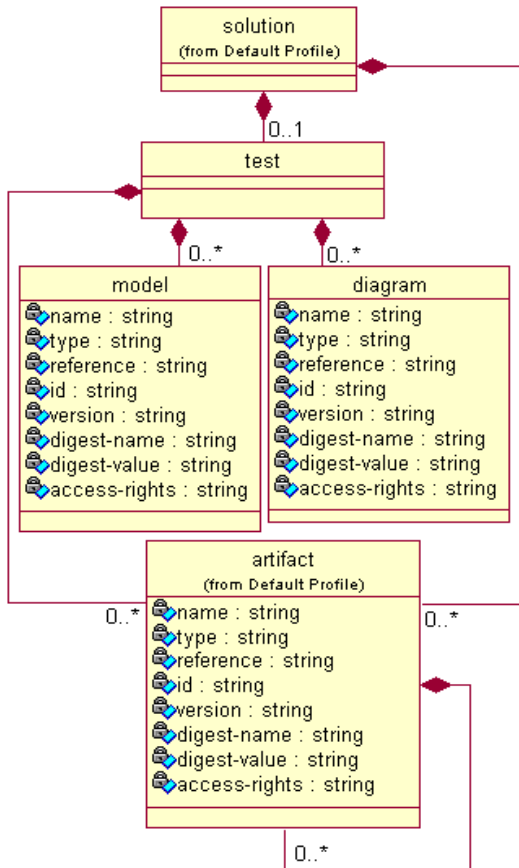 solution
(from Default Profile)
0..1
test
0..*
0..*
model
name : string
type : string
reference : string
id : string
version : string
digest-name : string
digest-value : string
access-rights : string
diagram
name : string
type : string
reference : string
id : string
version : string
digest-name : string
digest-value : string
access-rights : string
artifact
(from Default Profile)
0..*
0..*
name : string
type : string
reference : string
id : string
version : string
digest-name : string
digest-value : string
access-rights : string
0..*